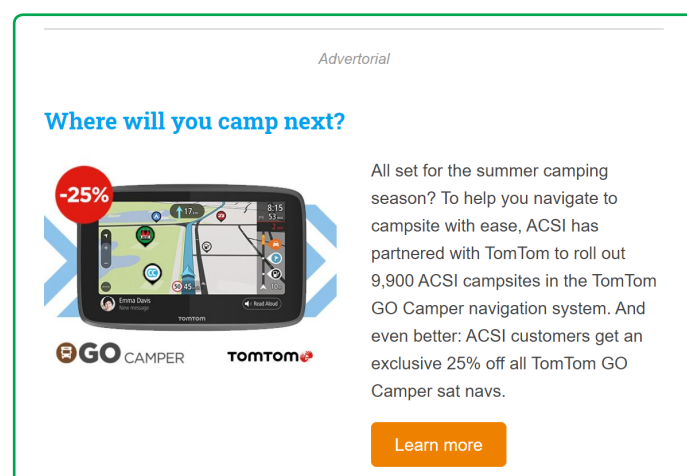 Advertorial
Where will you camp next?
-25%
17
8:15
53
50
45
Emma Davis
New message
Read Aloud
TOMTOM
GO CAMPER
TOMTOM
All set for the summer camping
season? To help you navigate to
campsite with ease, ACSI has
partnered with TomTom to roll out
9,900 ACSI campsites in the TomTom
GO Camper navigation system. And
even better: ACSI customers get an
exclusive 25% off all TomTom GO
Camper sat navs.
Learn more